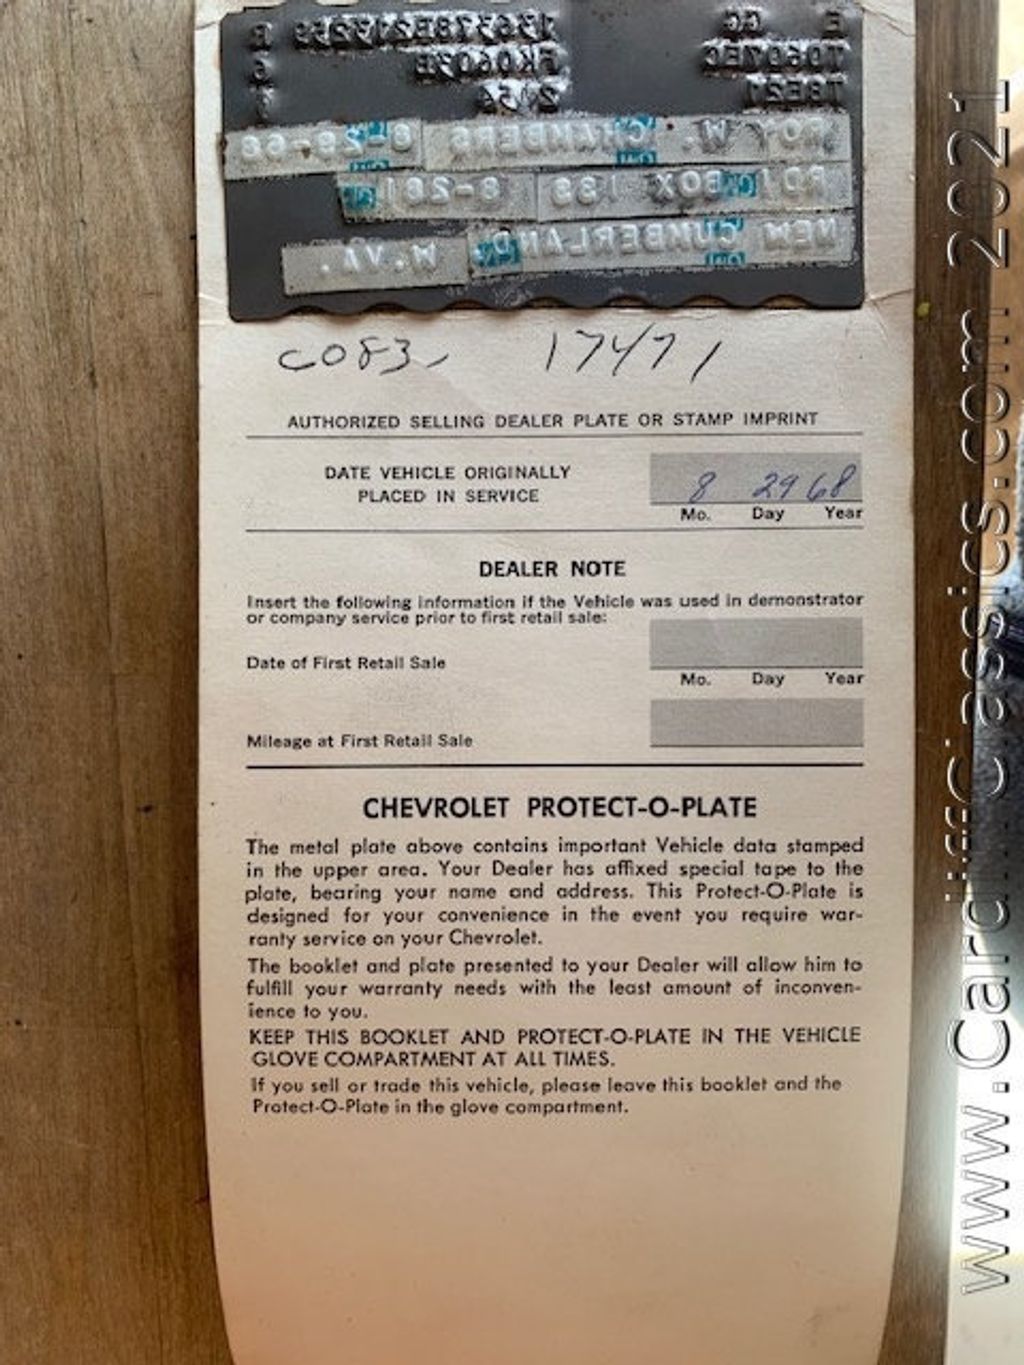 E CC
T0607EC
T8E21
W. CHAMBERS 8-29-68
BOX 188
NEW CUMBERLAND, W.VA.
C083, 17471
AUTHORIZED SELLING DEALER PLATE OR STAMP IMPRINT
DATE VEHICLE ORIGINALLY
PLACED IN SERVICE
8 29 68
Mo. Day Year
DEALER NOTE
Insert the following information if the Vehicle was used in demonstrator
or company service prior to first retail sale:
Date of First Retail Sale
Mo. Day Year
Mileage at First Retail Sale
CHEVROLET PROTECT-O-PLATE
The metal plate above contains important Vehicle data stamped
in the upper area. Your Dealer has affixed special tape to the
plate, bearing your name and address. This Protect-O-Plate is
designed for your convenience in the event you require war-
ranty service on your Chevrolet.
The booklet and plate presented to your Dealer will allow him to
fulfill your warranty needs with the least amount of inconven-
ience to you.
KEEP THIS BOOKLET AND PROTECT-O-PLATE IN THE VEHICLE
GLOVE COMPARTMENT AT ALL TIMES.
If you sell or trade this vehicle, please leave this booklet and the
Protect-O-Plate in the glove compartment.
www.CardiffClassics.com 2021